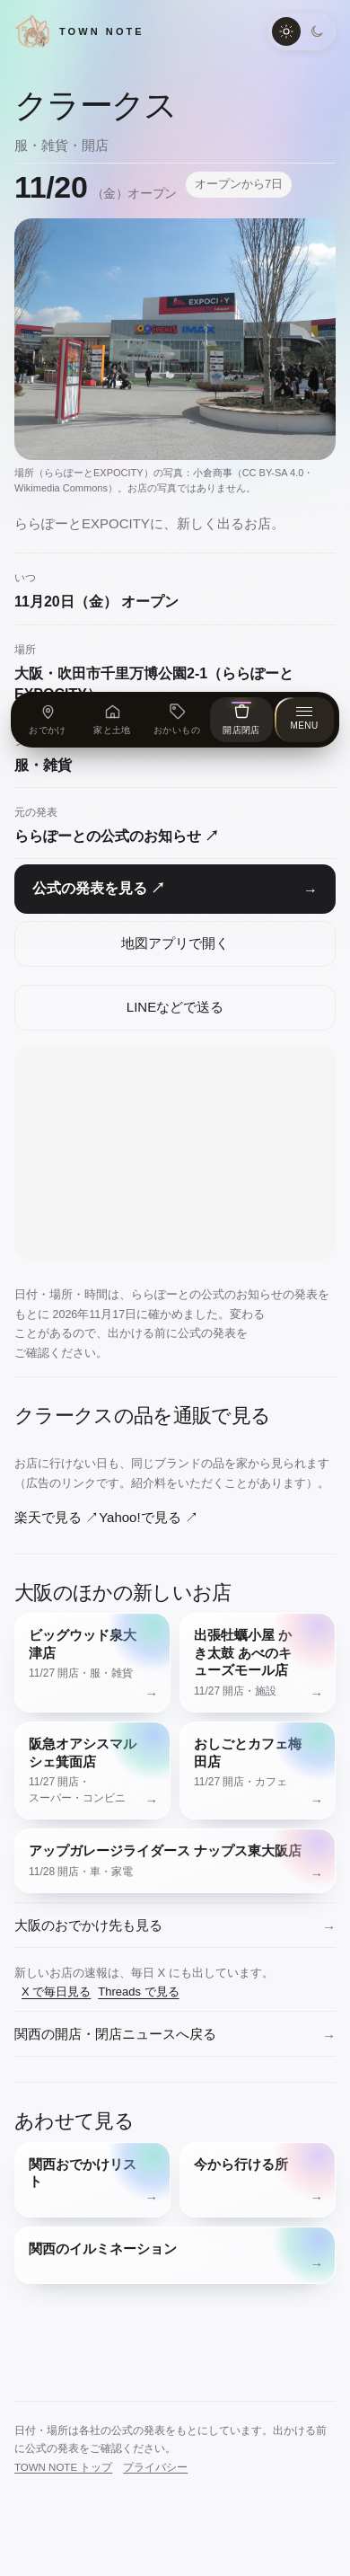 TOWN NOTE
クラークス
服・雑貨・開店
11/20 （金）オープン オープンから7日
EXPOCITY
IMAX
場所（ららぽーとEXPOCITY）の写真：小倉商事（CC BY-SA 4.0・
Wikimedia Commons）。お店の写真ではありません。
ららぽーとEXPOCITYに、新しく出るお店。
いつ
11月20日（金） オープン
場所
大阪・吹田市千里万博公園2-1（ららぽーと
EXPOCITY）
おでかけ
家と土地
おかいもの
開店閉店
MENU
服・雑貨
元の発表
ららぽーとの公式のお知らせ ↗
公式の発表を見る ↗ →
地図アプリで開く
LINEなどで送る
日付・場所・時間は、ららぽーとの公式のお知らせの発表を
もとに 2026年11月17日に確かめました。変わる
ことがあるので、出かける前に公式の発表を
ご確認ください。
クラークスの品を通販で見る
お店に行けない日も、同じブランドの品を家から見られます
（広告のリンクです。紹介料をいただくことがあります）。
楽天で見る ↗Yahoo!で見る ↗
大阪のほかの新しいお店
ビッグウッド泉大
津店
11/27 開店・服・雑貨
→
出張牡蠣小屋 か
き太鼓 あべのキ
ューズモール店
11/27 開店・施設
→
阪急オアシスマル
シェ箕面店
11/27 開店・
スーパー・コンビニ
→
おしごとカフェ梅
田店
11/27 開店・カフェ
→
アップガレージライダース ナップス東大阪店
11/28 開店・車・家電
→
大阪のおでかけ先も見る →
新しいお店の速報は、毎日 X にも出しています。
X で毎日見る Threads で見る
関西の開店・閉店ニュースへ戻る →
あわせて見る
関西おでかけリス
ト
→
今から行ける所
→
関西のイルミネーション
→
日付・場所は各社の公式の発表をもとにしています。出かける前
に公式の発表をご確認ください。
TOWN NOTE トップ プライバシー